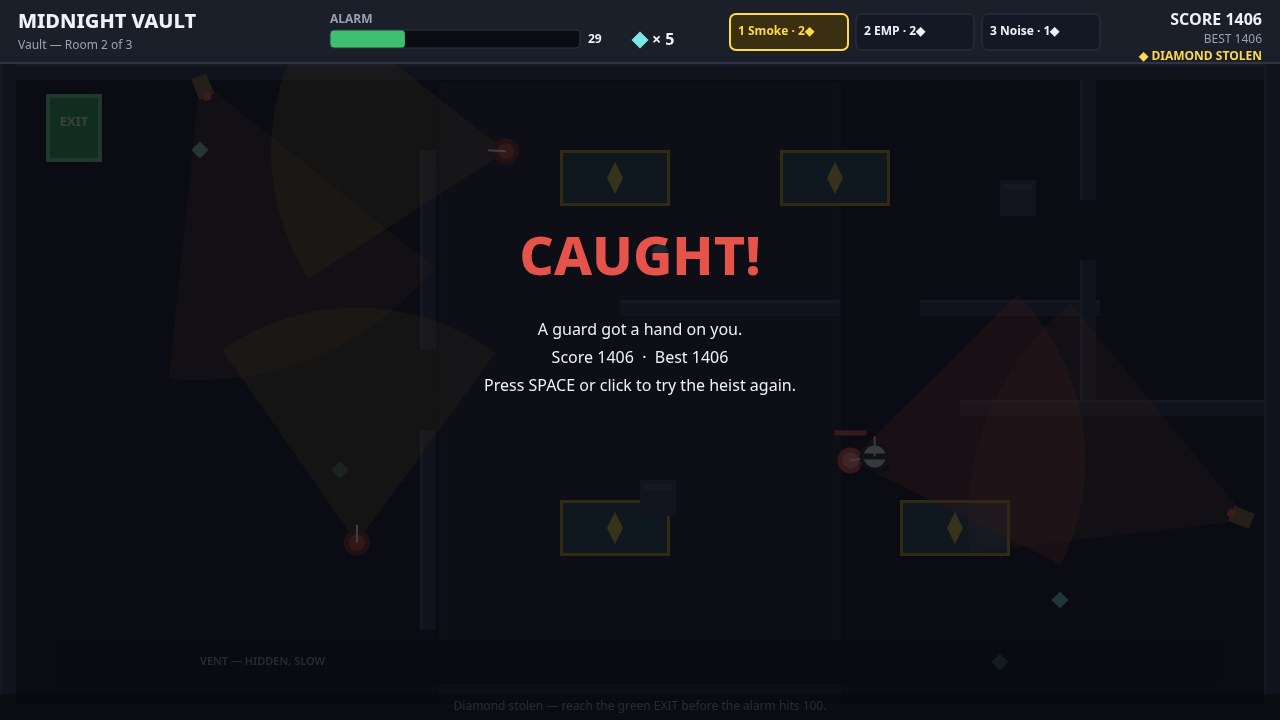 MIDNIGHT VAULT
Vault — Room 2 of 3
ALARM
29
× 5
1 Smoke · 2◆
2 EMP · 2◆
3 Noise · 1◆
SCORE 1406
BEST 1406
◆ DIAMOND STOLEN
EXIT
CAUGHT!
A guard got a hand on you.
Score 1406 · Best 1406
Press SPACE or click to try the heist again.
VENT — HIDDEN, SLOW
Diamond stolen — reach the green EXIT before the alarm hits 100.